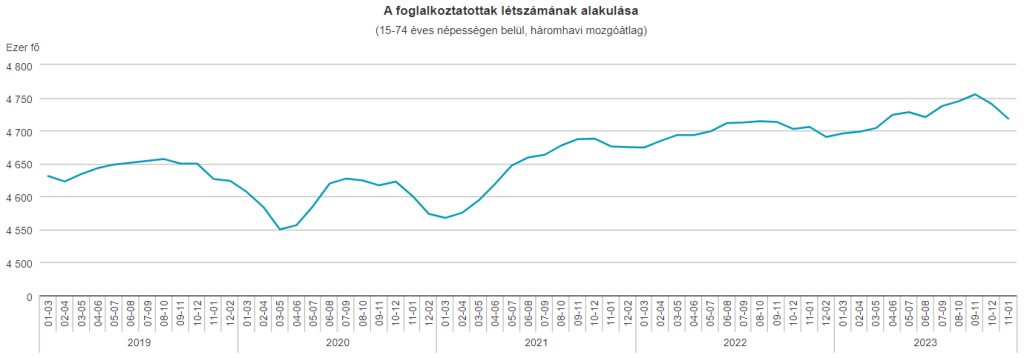 A foglalkoztatottak létszámának alakulása
(15-74 éves népességen belül, háromhavi mozgóátlag)
Ezer fő
4 800
4 750
4 700
4 650
4 600
4 550
4 500
0
01-03 02-04 03-05 04-06 05-07 06-08 07-09 08-10 09-11 10-12 11-01 12-02 01-03 02-04 03-05 04-06 05-07 06-08 07-09 08-10 09-11 10-12 11-01 12-02 01-03 02-04 03-05 04-06 05-07 06-08 07-09 08-10 09-11 10-12 11-01 12-02 01-03 02-04 03-05 04-06 05-07 06-08 07-09 08-10 09-11 10-12 11-01 12-02 01-03 02-04 03-05 04-06 05-07 06-08 07-09 08-10 09-11 10-12 11-01
2019 2020 2021 2022 2023